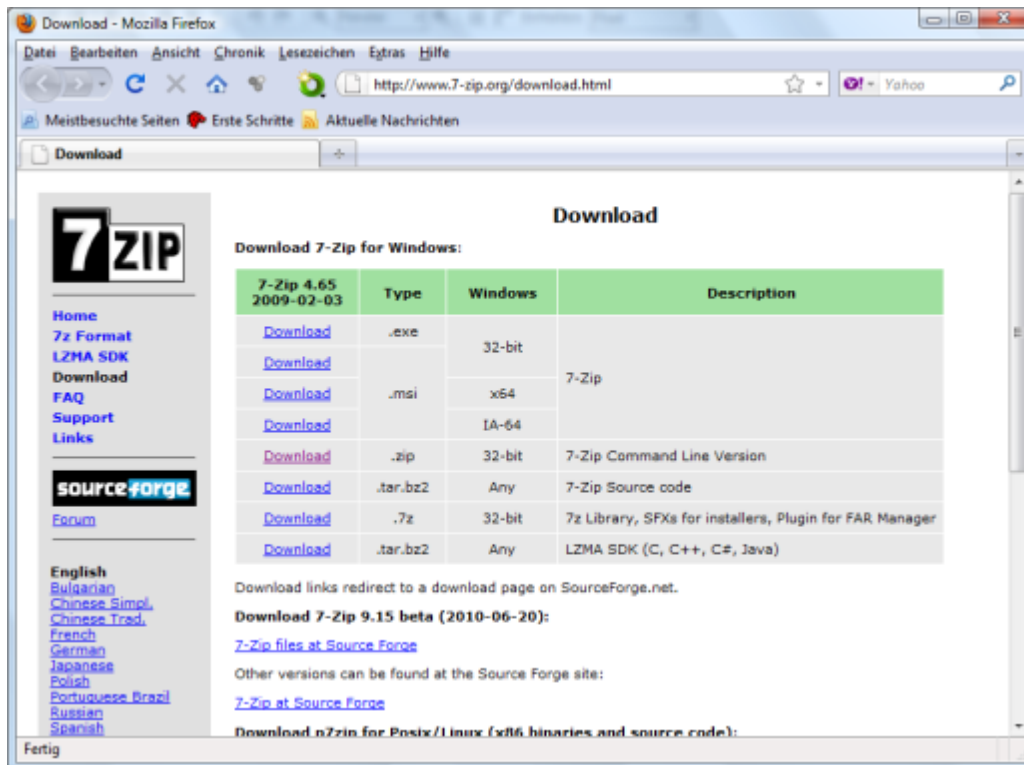 Download - Mozilla Firefox
Datei Bearbeiten Ansicht Chronik Lesezeichen Extras Hilfe
http://www.7-zip.org/download.html
Yahoo
Meistbesuchte Seiten Erste Schritte Aktuelle Nachrichten
Download
7ZIP
Home
7z Format
LZMA SDK
Download
FAQ
Support
Links
sourceforge
Forum
English
Bulgarian
Chinese Simpl.
Chinese Trad.
French
German
Japanese
Polish
Portuguese Brazil
Russian
Spanish
Download
Download 7-Zip for Windows:
7-Zip 4.65 2009-02-03 Type Windows Description
Download .exe 32-bit 7-Zip
Download .msi
Download x64
Download IA-64
Download .zip 32-bit 7-Zip Command Line Version
Download .tar.bz2 Any 7-Zip Source code
Download .7z 32-bit 7z Library, SFXs for installers, Plugin for FAR Manager
Download .tar.bz2 Any LZMA SDK (C, C++, C#, Java)
Download links redirect to a download page on SourceForge.net.
Download 7-Zip 9.15 beta (2010-06-20):
7-Zip files at Source Forge
Other versions can be found at the Source Forge site:
7-Zip at Source Forge
Download p7zip for Posix/Linux (x86 binaries and source code):
Fertig